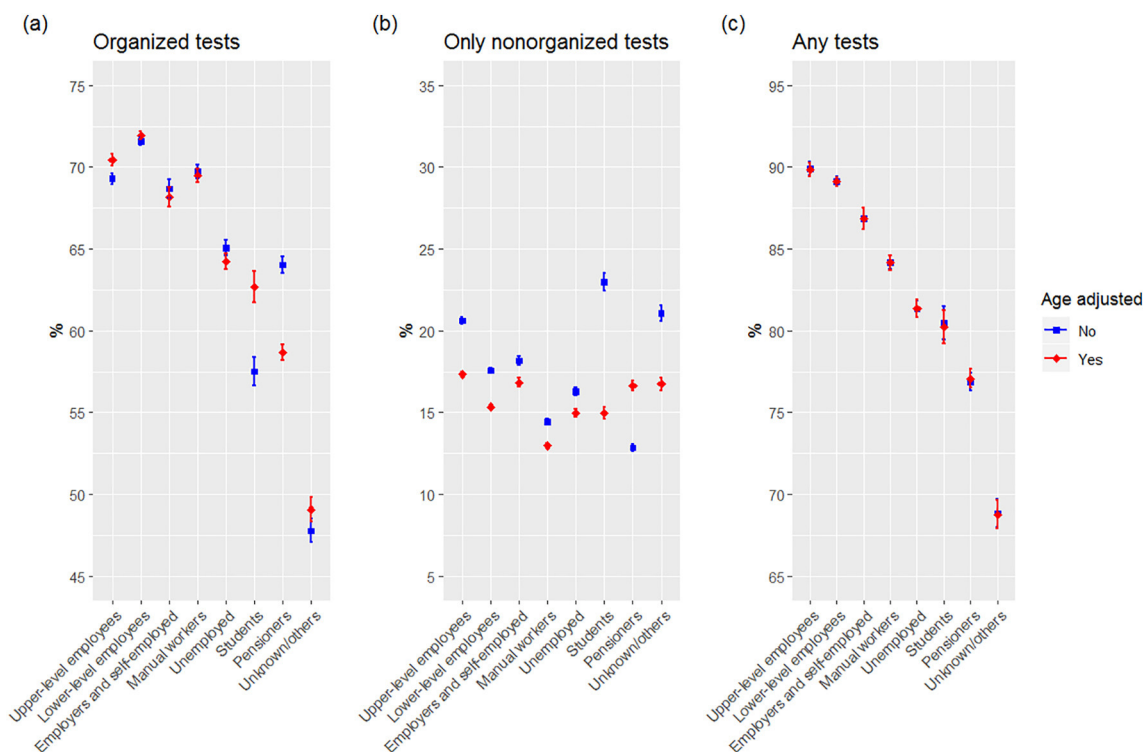 (a)
Organized tests
75
70
65
60
55
50
45
%
Upper-level employees
Lower-level employees
Employers and self-employed
Manual workers
Unemployed
Students
Pensioners
Unknown/others
(b)
Only nonorganized tests
35
30
25
20
15
10
5
%
Upper-level employees
Lower-level employees
Employers and self-employed
Manual workers
Unemployed
Students
Pensioners
Unknown/others
(c)
Any tests
95
90
85
80
75
70
65
%
Upper-level employees
Lower-level employees
Employers and self-employed
Manual workers
Unemployed
Students
Pensioners
Unknown/others
Age adjusted
No
Yes